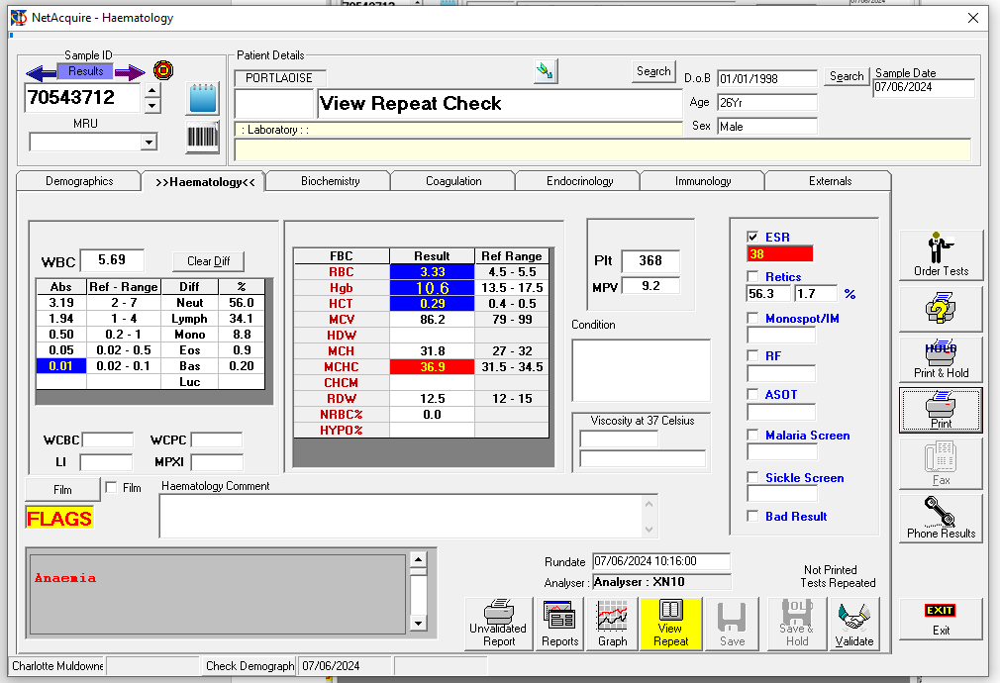 70543712
07/06/2024
NetAcquire - Haematology
Sample ID
Results
70543712
MRU
Patient Details
PORTLAOISE
Search
View Repeat Check
: Laboratory : :
D.o.B 01/01/1998
Search
Sample Date
07/06/2024
Age 26Yr
Sex Male
Demographics >>Haematology<< Biochemistry Coagulation Endocrinology Immunology Externals
WBC 5.69 Clear Diff
Abs Ref - Range Diff %
3.19 2 - 7 Neut 56.0
1.94 1 - 4 Lymph 34.1
0.50 0.2 - 1 Mono 8.8
0.05 0.02 - 0.5 Eos 0.9
0.01 0.02 - 0.1 Bas 0.20
Luc
WCBC WCPC
LI MPXI
Film Film
FLAGS
FBC Result Ref Range
RBC 3.33 4.5 - 5.5
Hgb 10.6 13.5 - 17.5
HCT 0.29 0.4 - 0.5
MCV 86.2 79 - 99
HDW
MCH 31.8 27 - 32
MCHC 36.9 31.5 - 34.5
CHCM
RDW 12.5 12 - 15
NRBC% 0.0
HYPO%
Haematology Comment
Plt 368
MPV 9.2
Condition
Viscosity at 37 Celsius
ESR
38
Retics
56.3 1.7 %
Monospot/IM
RF
ASOT
Malaria Screen
Sickle Screen
Bad Result
Order Tests
HOLD
Print & Hold
Print
Fax
Phone Results
EXIT
Exit
Anaemia
Rundate 07/06/2024 10:16:00
Analyser : Analyser : XN10
Not Printed
Tests Repeated
Unvalidated
Report
Reports
Graph
View
Repeat
Save
HOLD
Save &
Hold
Validate
Charlotte Muldowne Check Demograph 07/06/2024